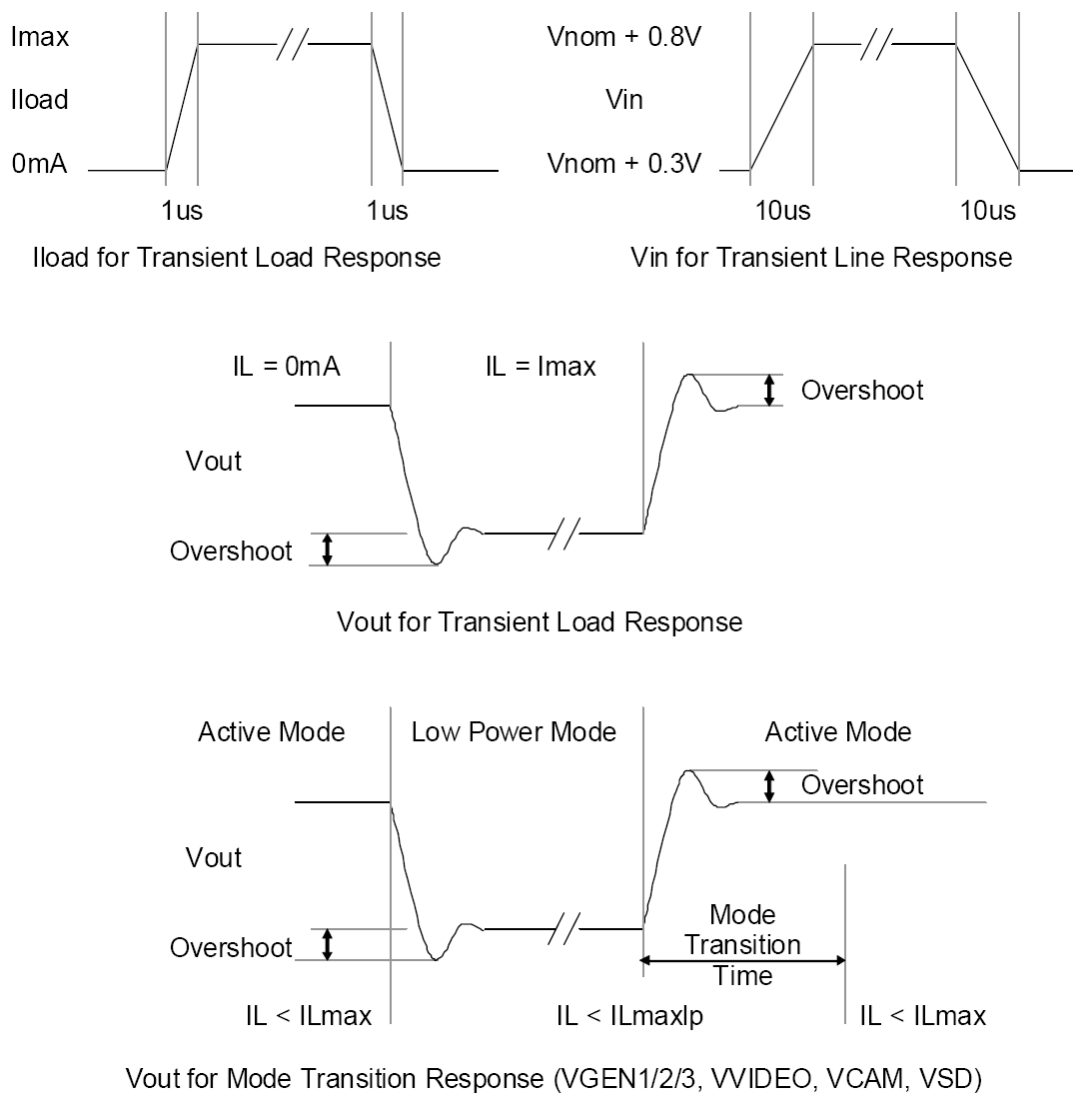 Imax
Iload
0mA
1us 1us
Iload for Transient Load Response
Vnom + 0.8V
Vin
Vnom + 0.3V
10us 10us
Vin for Transient Line Response
IL = 0mA IL = Imax
Overshoot
Vout
Overshoot
Vout for Transient Load Response
Active Mode Low Power Mode Active Mode
Overshoot
Vout
Overshoot
Mode
Transition
Time
IL < ILmax IL < ILmaxlp IL < ILmax
Vout for Mode Transition Response (VGEN1/2/3, VVIDEO, VCAM, VSD)